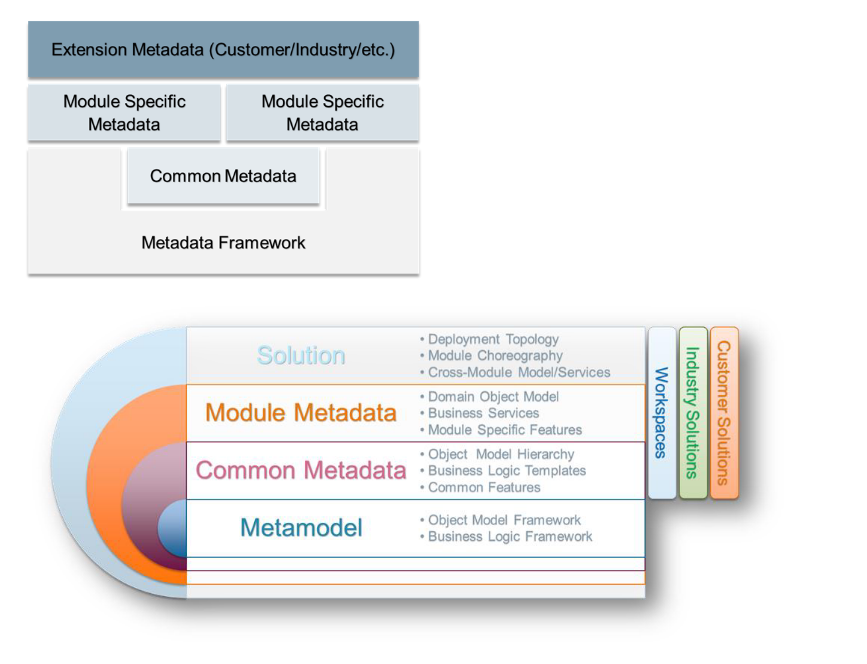 Extension Metadata (Customer/Industry/etc.)
Module Specific
Metadata
Module Specific
Metadata
Common Metadata
Metadata Framework
Solution
• Deployment Topology
• Module Choreography
• Cross-Module Model/Services
Module Metadata
• Domain Object Model
• Business Services
• Module Specific Features
Common Metadata
• Object Model Hierarchy
• Business Logic Templates
• Common Features
Metamodel
• Object Model Framework
• Business Logic Framework
Workspaces
Industry Solutions
Customer Solutions